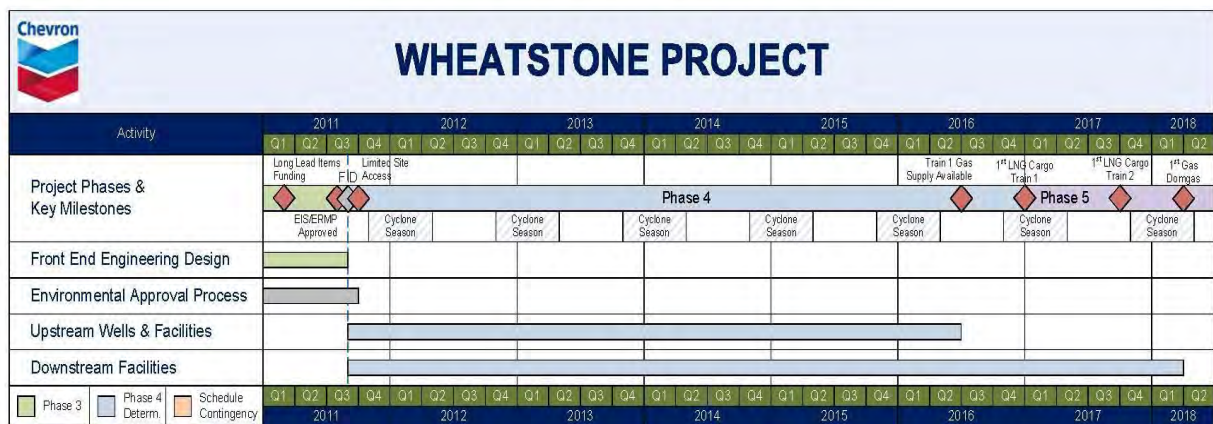 Chevron
WHEATSTONE PROJECT
Activity
2011 2012 2013 2014 2015 2016 2017 2018
Q1 Q2 Q3 Q4 Q1 Q2 Q3 Q4 Q1 Q2 Q3 Q4 Q1 Q2 Q3 Q4 Q1 Q2 Q3 Q4 Q1 Q2 Q3 Q4 Q1 Q2 Q3 Q4 Q1 Q2
Project Phases &
Key Milestones
Long Lead Items
Funding
FID
Limited Site
Access
Train 1 Gas
Supply Available
1st LNG Cargo
Train 1
1st LNG Cargo
Train 2
1st Gas
Domgas
Phase 4
Phase 5
EIS/ERMP
Approved
Cyclone
Season
Cyclone
Season
Cyclone
Season
Cyclone
Season
Cyclone
Season
Cyclone
Season
Cyclone
Season
Front End Engineering Design
Environmental Approval Process
Upstream Wells & Facilities
Downstream Facilities
Phase 3
Phase 4
Determ.
Schedule
Contingency
Q1 Q2 Q3 Q4 Q1 Q2 Q3 Q4 Q1 Q2 Q3 Q4 Q1 Q2 Q3 Q4 Q1 Q2 Q3 Q4 Q1 Q2 Q3 Q4 Q1 Q2 Q3 Q4 Q1 Q2
2011 2012 2013 2014 2015 2016 2017 2018